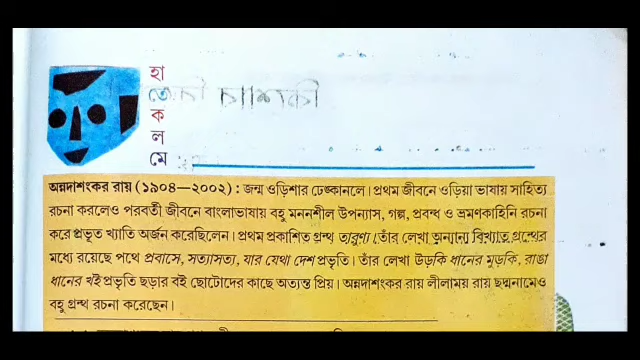 হা
তে
ক
ল
মে
অন্নদাশংকর রায় (১৯০৪—২০০২) : জন্ম ওড়িশার ঢেঙ্কানলে। প্রথম জীবনে ওড়িয়া ভাষায় সাহিত্য
রচনা করলেও পরবর্তী জীবনে বাংলাভাষায় বহু মননশীল উপন্যাস, গল্প, প্রবন্ধ ও ভ্রমণকাহিনি রচনা
করে প্রভূত খ্যাতি অর্জন করেছিলেন। প্রথম প্রকাশিত গ্রন্থ তারুণ্য। তাঁর লেখা অন্যান্য বিখ্যাত গ্রন্থের
মধ্যে রয়েছে পথে প্রবাসে, সত্যাসত্য, যার যেথা দেশ প্রভৃতি। তাঁর লেখা উড়কি ধানের মুড়কি, রাঙা
ধানের খই প্রভৃতি ছড়ার বই ছোটোদের কাছে অত্যন্ত প্রিয়। অন্নদাশংকর রায় লীলাময় রায় ছদ্মনামেও
বহু গ্রন্থ রচনা করেছেন।